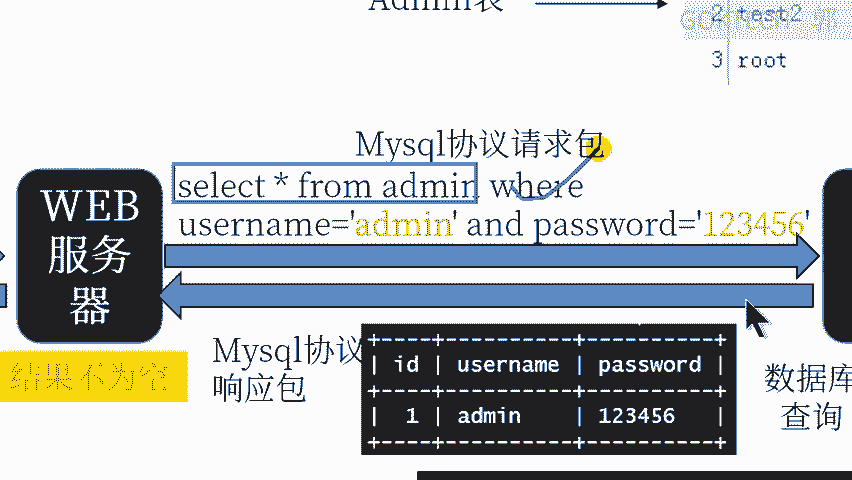 Admin表
2 test2
3 root
Mysql协议请求包
select * from admin where
username='admin' and password='123456'
WEB
服务
器
结果不为空
Mysql协议
响应包
+----+----------+----------+
| id | username | password |
+----+----------+----------+
| 1 | admin | 123456 |
+----+----------+----------+
数据库
查询